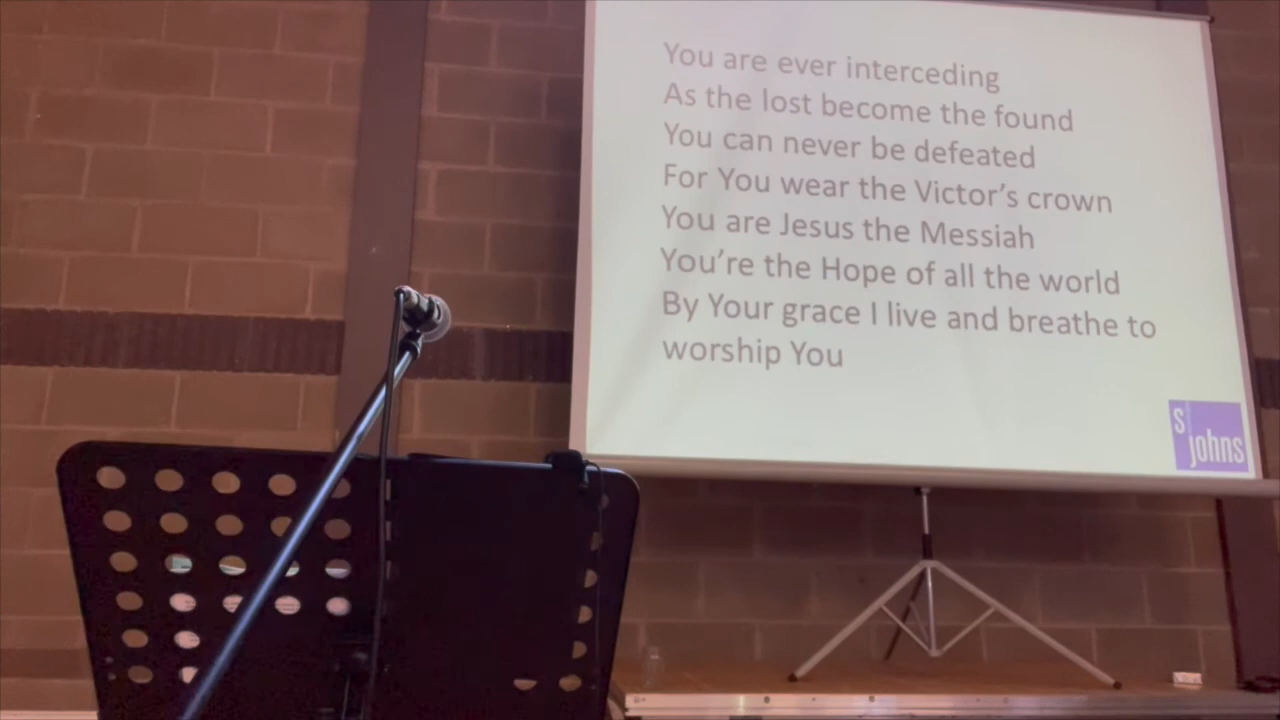 You are ever interceding
As the lost become the found
You can never be defeated
For You wear the Victor's crown
You are Jesus the Messiah
You're the Hope of all the world
By Your grace I live and breathe to
worship You
S
johns